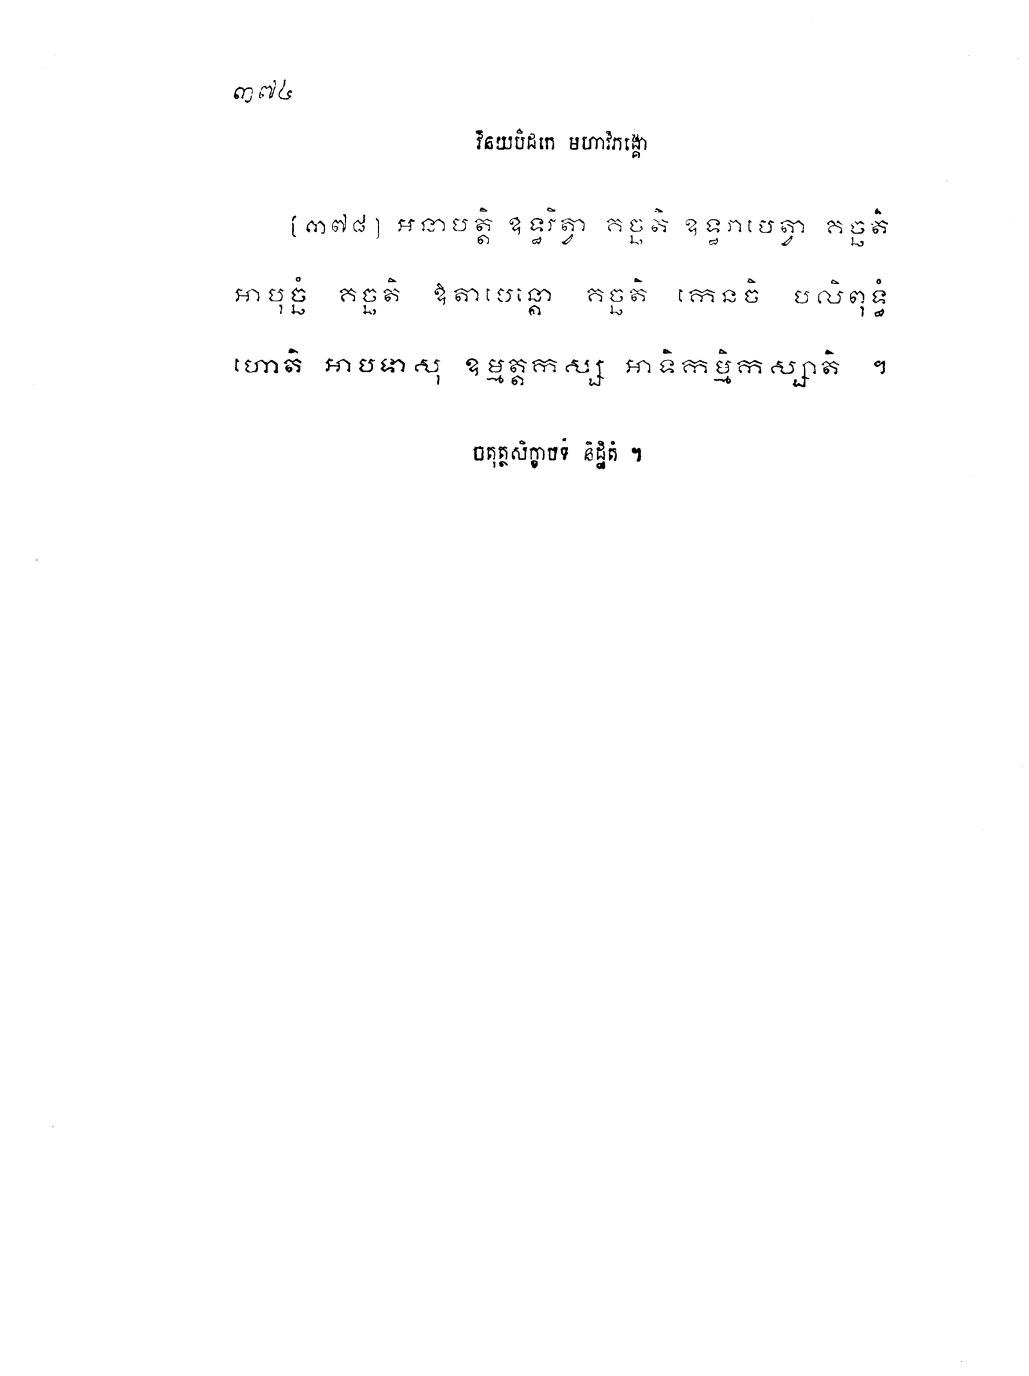 ៣៧៤
វិនយបិដកេ មហាវិភង្គោ
[៣៧៨] អនាបត្តិ ឧទ្ធរិត្វា គច្ឆតិ ឧទ្ធរាបេត្វា គច្ឆតិ
អាបុច្ឆំ គច្ឆតិ ឱតាបេន្តោ គច្ឆតិ កេនចិ បលិពុទ្ធំ
ហោតិ អាបទាសុ ឧម្មត្តកស្ស អាទិកម្មិកស្សាតិ ។
ចតុត្ថសិក្ខាបទំ និដ្ឋិតំ ។